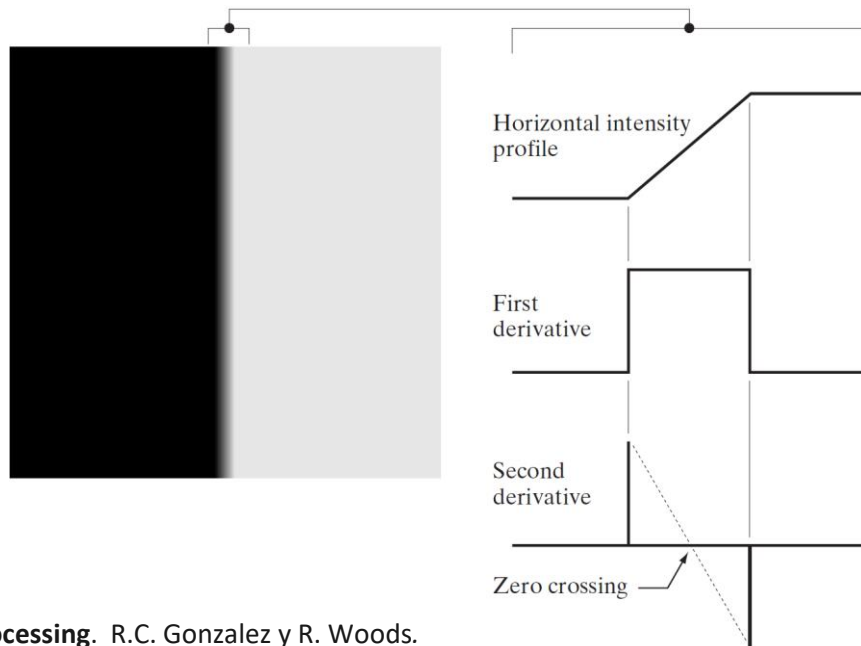 Horizontal intensity
profile
First
derivative
Second
derivative
Zero crossing
ocessing. R.C. Gonzalez y R. Woods.